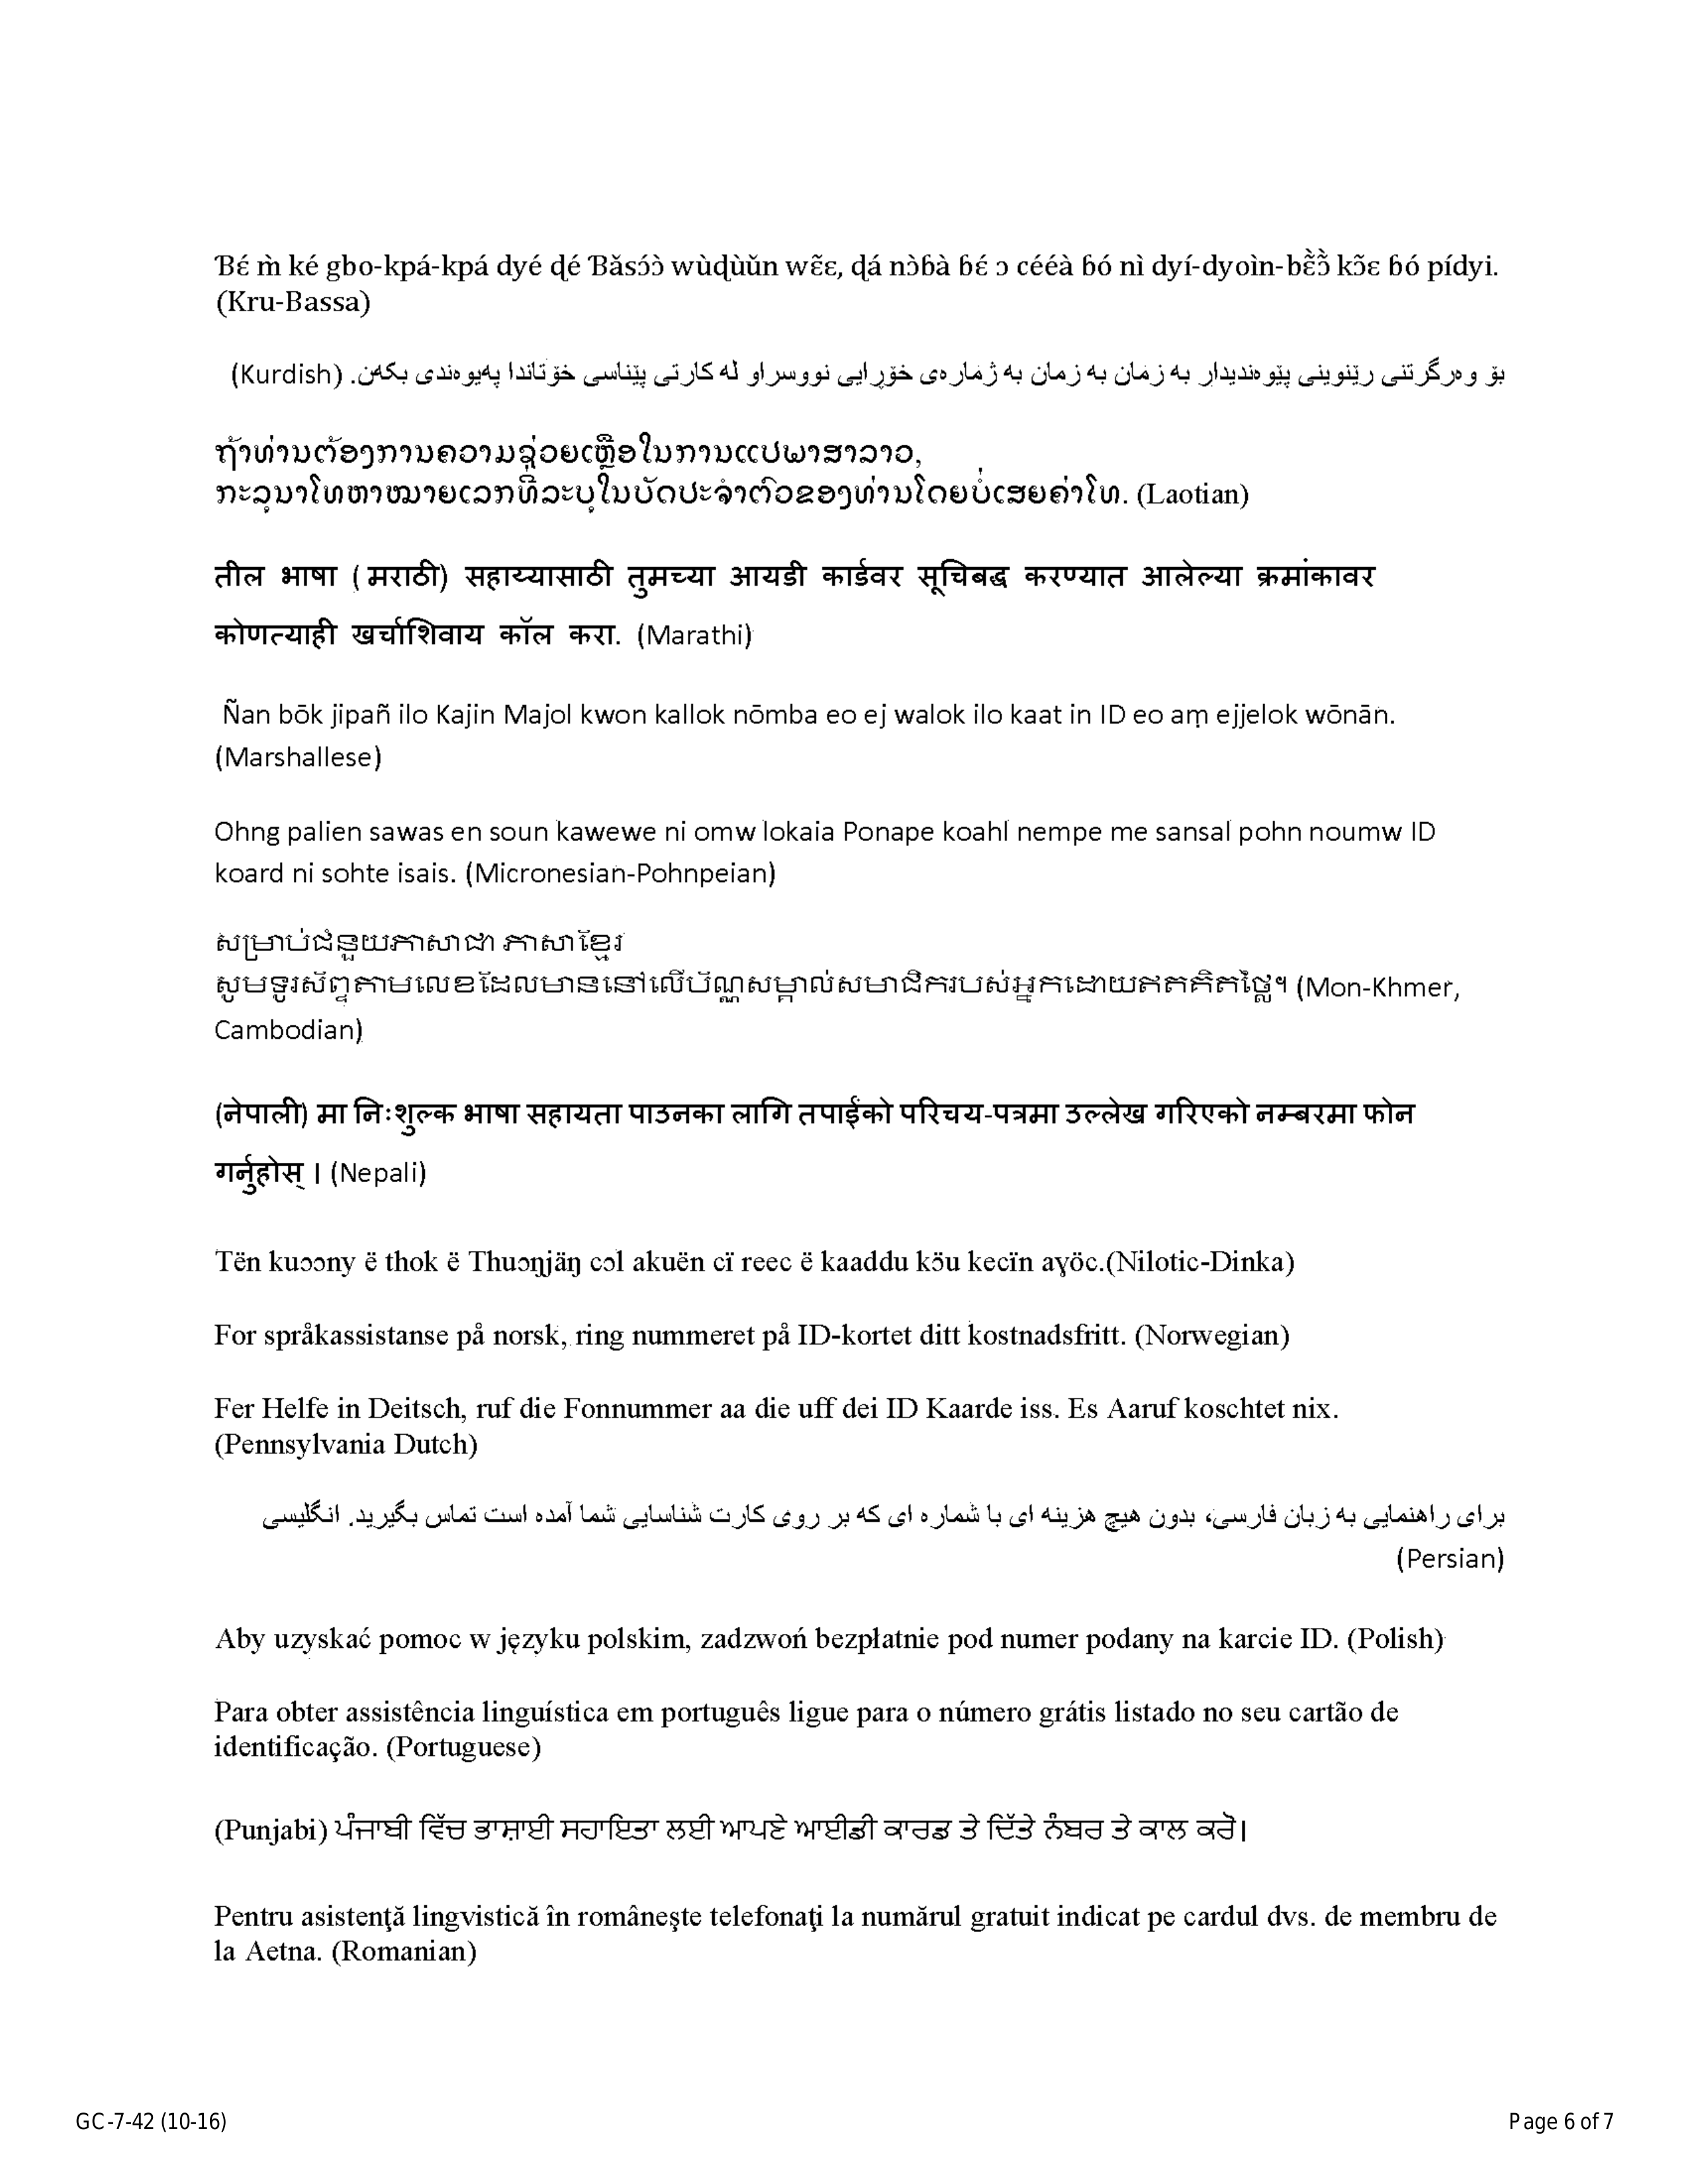 Ɓɛ́ m̀ ké gbo-kpá-kpá dyé ɖé Ɓǎsɔ́ɔ̀ wùɖùǔn wɛ̃ɛ, ɖá nɔ̀ɓà ɓɛ́ ɔ cééà ɓó nì dyí-dyoìn-bɛ̃̀ɔ̃̀ kɔ̃ɛ ɓó pídyi.
(Kru-Bassa)
بۆ وەرگرتنی رێنوینی پێوەندیدار بە زمان بە زمان بە ژمارەی خۆڕایی نووسراو لە کارتی پێناسی خۆتاندا پەیوەندی بکەن. (Kurdish)
ຖ້າທ່ານຕ້ອງການຄວາມຊ່ວຍເຫຼືອໃນການແປພາສາລາວ,
ກະລຸນາໂທຫາໝາຍເລກທີ່ລະບຸໃນບັດປະຈຳຕົວຂອງທ່ານໂດຍບໍ່ເສຍຄ່າໂທ. (Laotian)
तील भाषा (मराठी) सहाय्यासाठी तुमच्या आयडी कार्डवर सूचिबद्ध करण्यात आलेल्या क्रमांकावर
कोणत्याही खर्चाशिवाय कॉल करा. (Marathi)
Ñan bōk jipañ ilo Kajin Majol kwon kallok nōmba eo ej walok ilo kaat in ID eo aṃ ejjelok wōnān.
(Marshallese)
Ohng palien sawas en soun kawewe ni omw lokaia Ponape koahl nempe me sansal pohn noumw ID
koard ni sohte isais. (Micronesian-Pohnpeian)
សម្រាប់ជំនួយភាសាជា ភាសាខ្មែរ
សូមទូរស័ព្ទតាមលេខដែលមាននៅលើប័ណ្ណសម្គាល់សមាជិករបស់អ្នកដោយឥតគិតថ្លៃ។ (Mon-Khmer,
Cambodian)
(नेपाली) मा निःशुल्क भाषा सहायता पाउनका लागि तपाईंको परिचय-पत्रमा उल्लेख गरिएको नम्बरमा फोन
गर्नुहोस् । (Nepali)
Tën kuɔɔny ë thok ë Thuɔŋjäŋ cɔl akuën cï reec ë kaaddu kɔ̈u kecïn aɣöc.(Nilotic-Dinka)
For språkassistanse på norsk, ring nummeret på ID-kortet ditt kostnadsfritt. (Norwegian)
Fer Helfe in Deitsch, ruf die Fonnummer aa die uff dei ID Kaarde iss. Es Aaruf koschtet nix.
(Pennsylvania Dutch)
برای راهنمایی به زبان فارسی، بدون هیچ هزینه ای با شماره ای که بر روی کارت شناسایی شما آمده است تماس بگیرید. انگلیسی
(Persian)
Aby uzyskać pomoc w języku polskim, zadzwoń bezpłatnie pod numer podany na karcie ID. (Polish)
Para obter assistência linguística em português ligue para o número grátis listado no seu cartão de
identificação. (Portuguese)
(Punjabi) ਪੰਜਾਬੀ ਵਿੱਚ ਭਾਸ਼ਾਈ ਸਹਾਇਤਾ ਲਈ ਆਪਣੇ ਆਈਡੀ ਕਾਰਡ ਤੇ ਦਿੱਤੇ ਨੰਬਰ ਤੇ ਕਾਲ ਕਰੋ।
Pentru asistenţă lingvistică în româneşte telefonaţi la numărul gratuit indicat pe cardul dvs. de membru de
la Aetna. (Romanian)
GC-7-42 (10-16)
Page 6 of 7